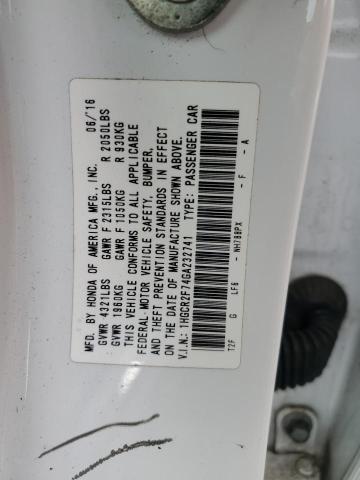 MFD. BY HONDA OF AMERICA MFG., INC. 06/'16
GVWR 4321LBS GAWR F 2315LBS R 2050LBS
GVWR 1960KG GAWR F 1050KG R 930KG
THIS VEHICLE CONFORMS TO ALL APPLICABLE
FEDERAL-MOTOR VEHICLE SAFETY, BUMPER,
AND THEFT PREVENTION STANDARDS IN EFFECT
ON THE DATE OF MANUFACTURE SHOWN ABOVE.
V.I.N.:1HGCR2F74GA232741 TYPE: PASSENGER CAR
T2F G LF6 - NH788PX - F - A